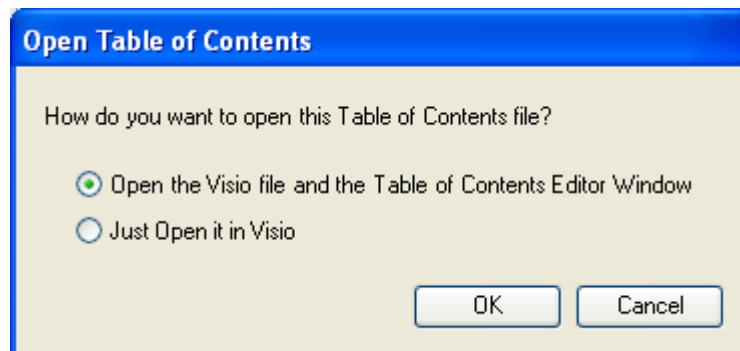 Open Table of Contents
How do you want to open this Table of Contents file?
Open the Visio file and the Table of Contents Editor Window
Just Open it in Visio
OK Cancel